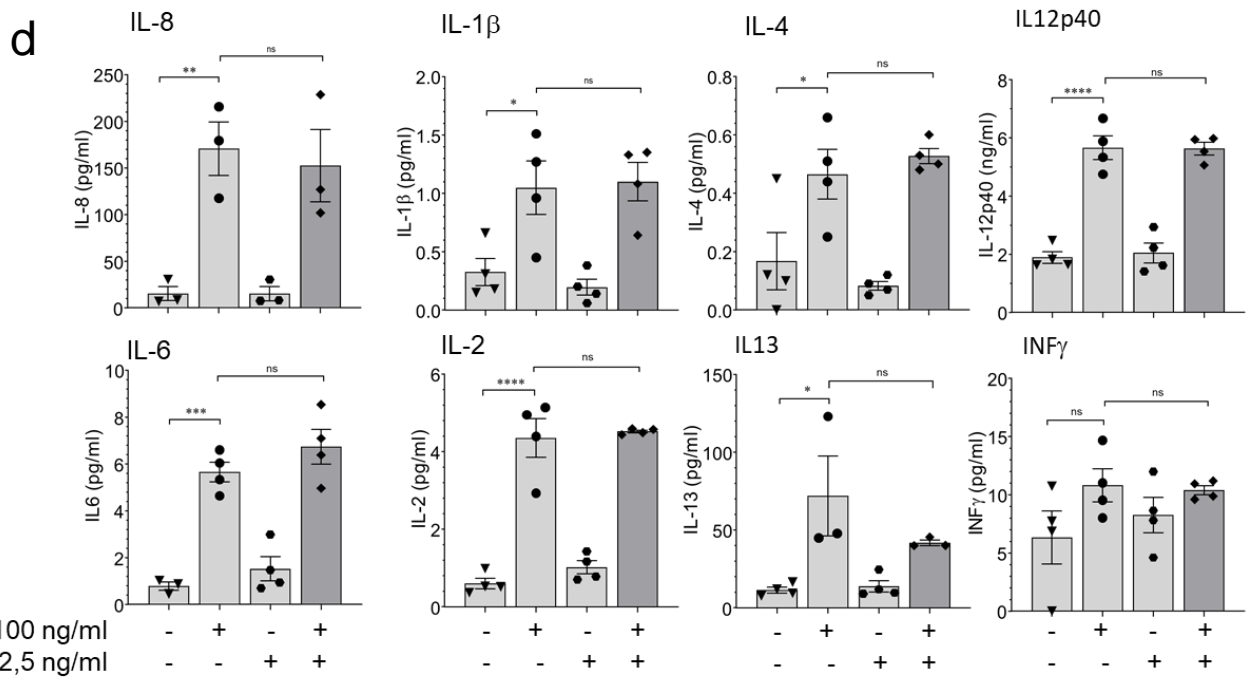 d
IL-8
IL-1β
IL-4
IL12p40
**
ns
*
ns
*
ns
****
ns
IL-8 (pg/ml)
250
200
150
100
50
0
IL-1β (pg/ml)
2.0
1.5
1.0
0.5
0.0
IL-4 (pg/ml)
0.8
0.6
0.4
0.2
0.0
IL-12p40 (ng/ml)
8
6
4
2
0
IL-6
IL-2
IL13
INFγ
***
ns
****
ns
*
ns
ns
ns
IL6 (pg/ml)
10
8
6
4
2
0
IL-2 (pg/ml)
6
4
2
0
IL-13 (pg/ml)
150
100
50
0
INFγ (pg/ml)
20
15
10
5
0
100 ng/ml - + - + - + - + - + - + - + - +
2,5 ng/ml - - + + - - + + - - + + - - + +